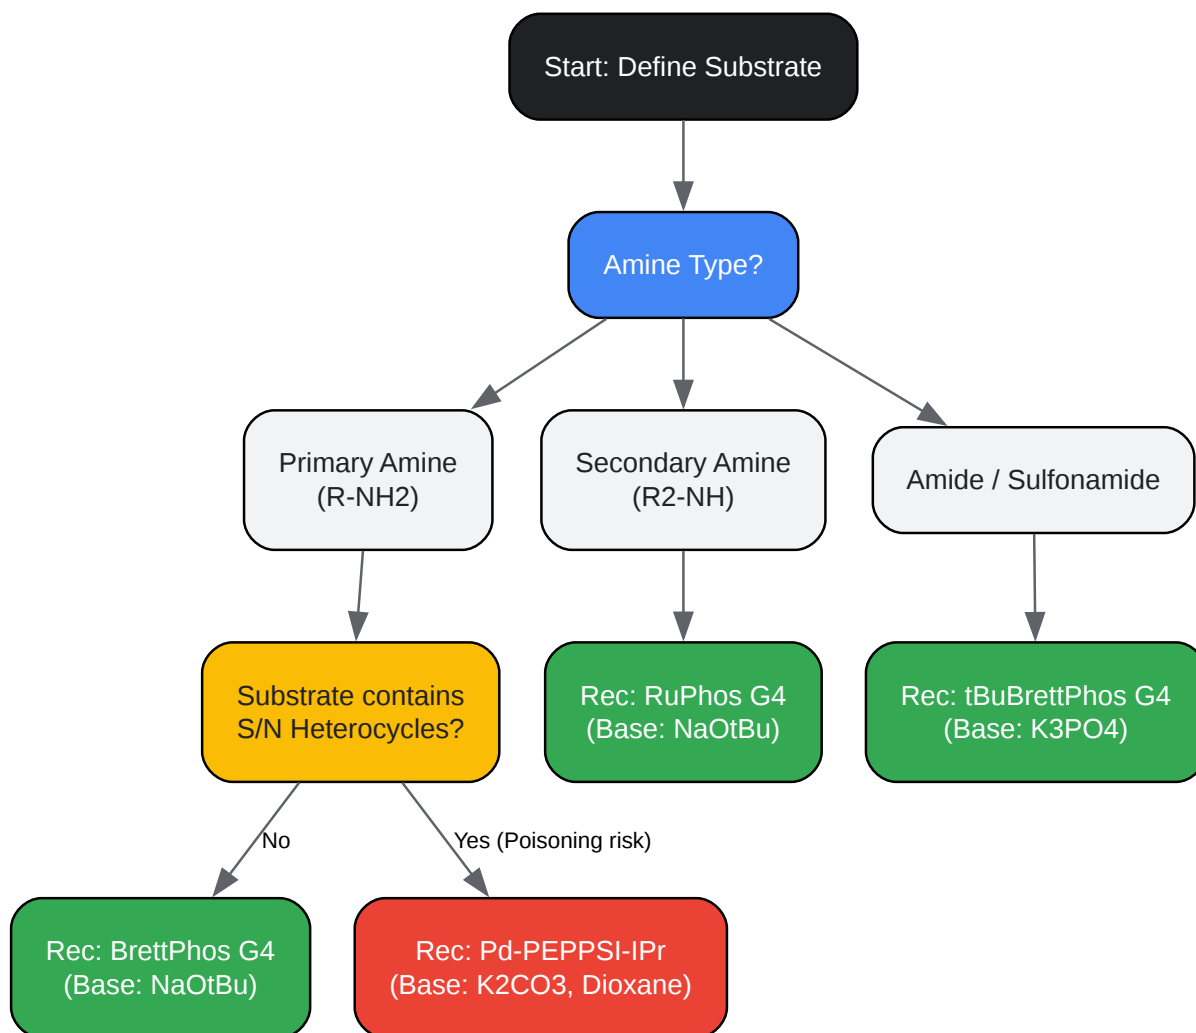 Start: Define Substrate
Amine Type?
Primary Amine
(R-NH2)
Secondary Amine
(R2-NH)
Amide / Sulfonamide
Substrate contains
S/N Heterocycles?
Rec: RuPhos G4
(Base: NaOtBu)
Rec: tBuBrettPhos G4
(Base: K3PO4)
No
Yes (Poisoning risk)
Rec: BrettPhos G4
(Base: NaOtBu)
Rec: Pd-PEPPSI-IPr
(Base: K2CO3, Dioxane)